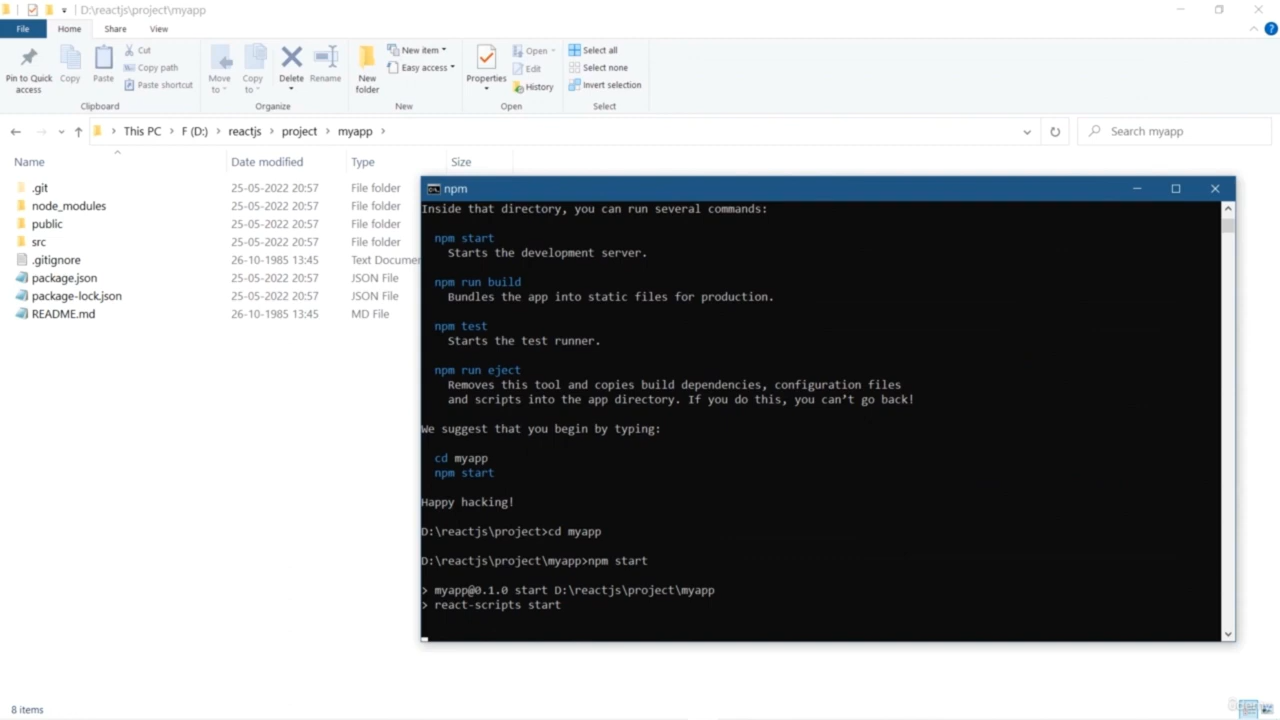 D:\reactjs\project\myapp
File Home Share View
Pin to Quick access
Copy
Paste
Cut
Copy path
Paste shortcut
Clipboard
Move to
Copy to
Delete
Rename
Organize
New folder
New item
Easy access
New
Properties
Open
Edit
History
Open
Select all
Select none
Invert selection
Select
This PC > F (D:) > reactjs > project > myapp >
Search myapp
Name Date modified Type Size
.git 25-05-2022 20:57 File folder
node_modules 25-05-2022 20:57 File folder
public 25-05-2022 20:57 File folder
src 25-05-2022 20:57 File folder
.gitignore 26-10-1985 13:45 Text Documen
package.json 25-05-2022 20:57 JSON File
package-lock.json 25-05-2022 20:57 JSON File
README.md 26-10-1985 13:45 MD File
npm
Inside that directory, you can run several commands:
npm start
Starts the development server.
npm run build
Bundles the app into static files for production.
npm test
Starts the test runner.
npm run eject
Removes this tool and copies build dependencies, configuration files
and scripts into the app directory. If you do this, you can’t go back!
We suggest that you begin by typing:
cd myapp
npm start
Happy hacking!
D:\reactjs\project>cd myapp
D:\reactjs\project\myapp>npm start
> myapp@0.1.0 start D:\reactjs\project\myapp
> react-scripts start
8 items